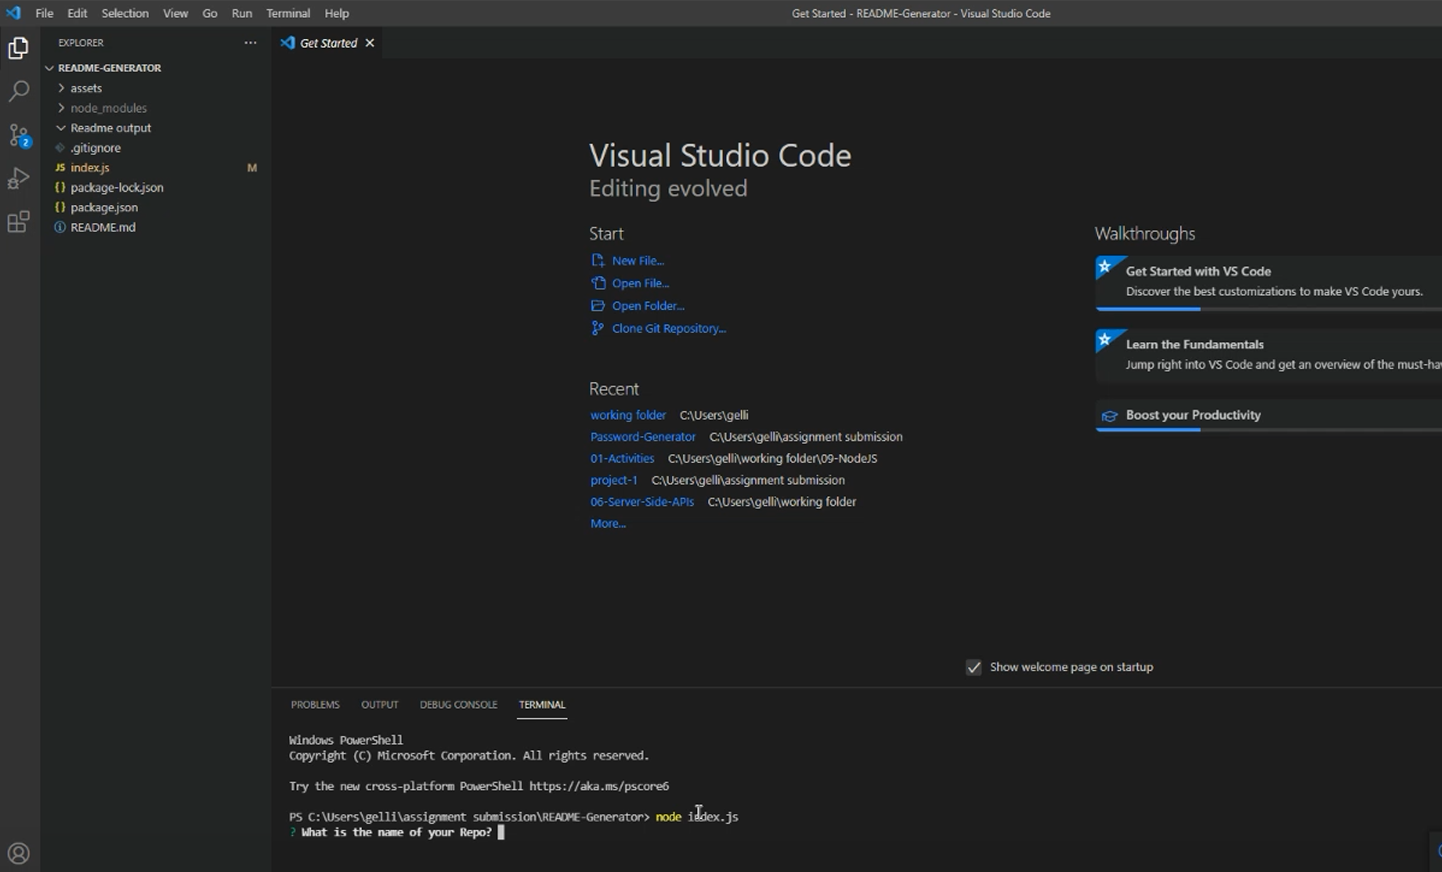 File Edit Selection View Go Run Terminal Help
Get Started - README-Generator - Visual Studio Code
EXPLORER
Get Started
README-GENERATOR
assets
node_modules
Readme output
.gitignore
JS index.js M
{} package-lock.json
{} package.json
README.md
2
Visual Studio Code
Editing evolved
Start
New File...
Open File...
Open Folder...
Clone Git Repository...
Recent
working folder C:\Users\gelli
Password-Generator C:\Users\gelli\assignment submission
01-Activities C:\Users\gelli\working folder\09-NodeJS
project-1 C:\Users\gelli\assignment submission
06-Server-Side-APIs C:\Users\gelli\working folder
More...
Walkthroughs
Get Started with VS Code
Discover the best customizations to make VS Code yours.
Learn the Fundamentals
Jump right into VS Code and get an overview of the must-hav
Boost your Productivity
Show welcome page on startup
PROBLEMS OUTPUT DEBUG CONSOLE TERMINAL
Windows PowerShell
Copyright (C) Microsoft Corporation. All rights reserved.
Try the new cross-platform PowerShell https://aka.ms/pscore6
PS C:\Users\gelli\assignment submission\README-Generator> node index.js
? What is the name of your Repo?